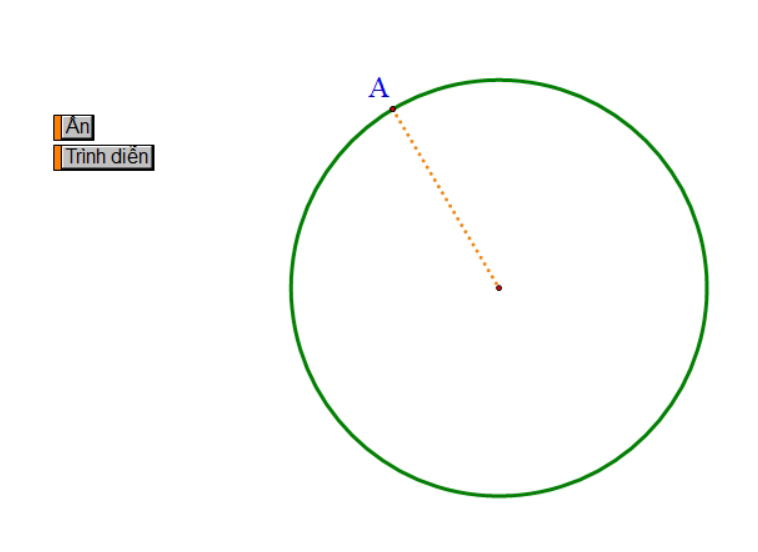 A
Ẩn
Trình diễn